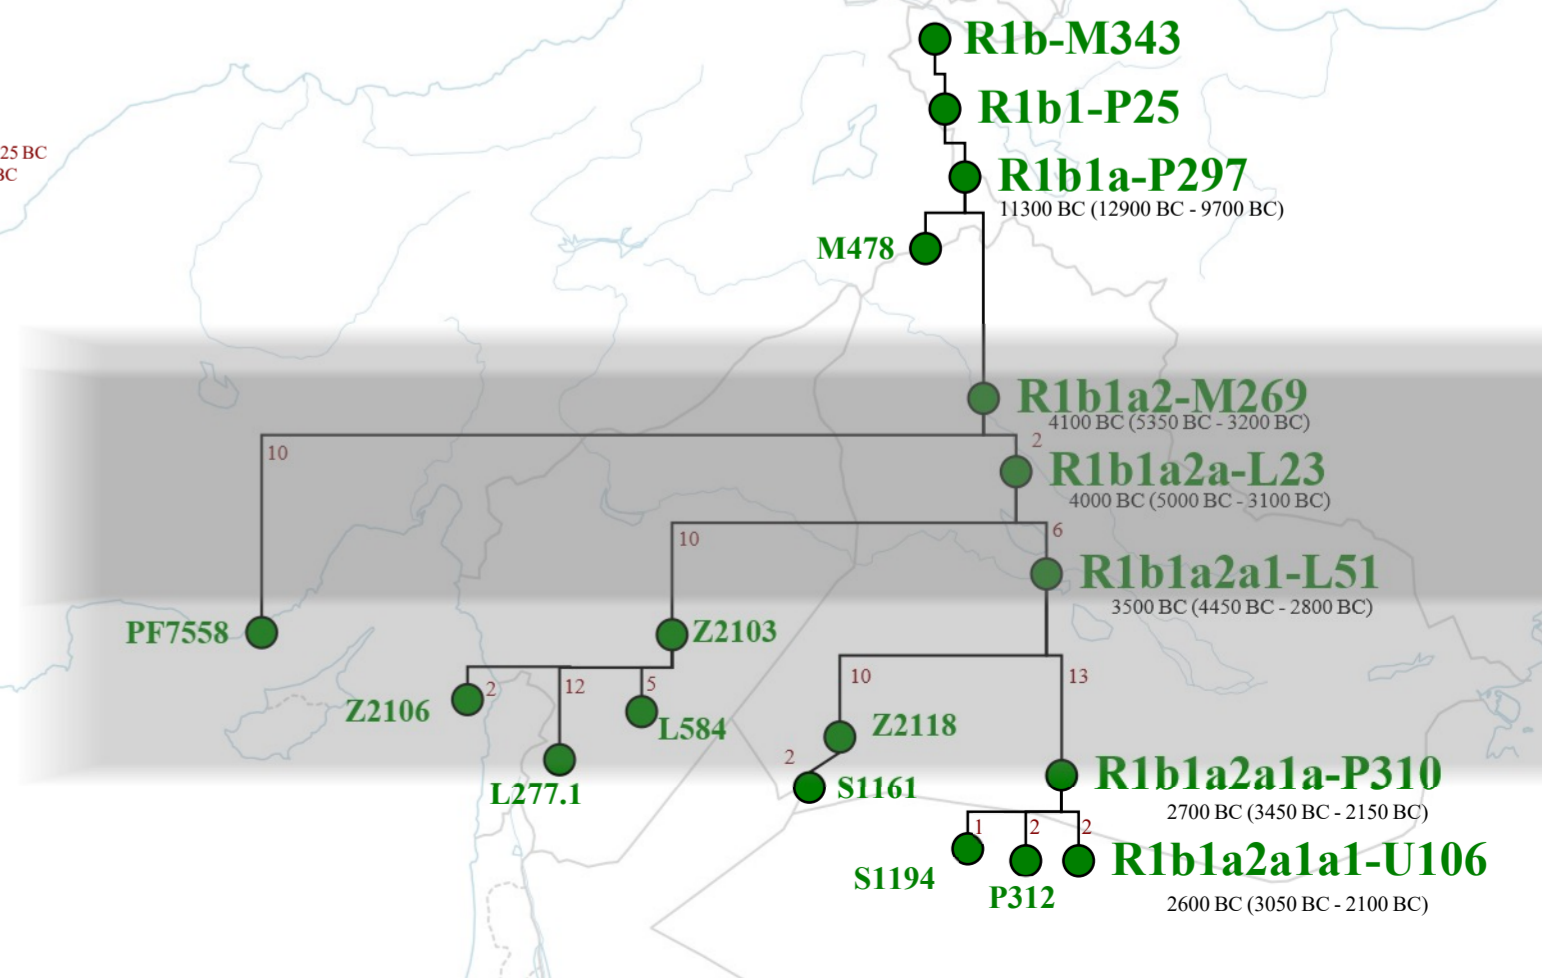 R1b-M343
R1b1-P25
25 BC
BC
R1b1a-P297
11300 BC (12900 BC - 9700 BC)
M478
R1b1a2-M269
4100 BC (5350 BC - 3200 BC)
10
2
R1b1a2a-L23
4000 BC (5000 BC - 3100 BC)
10
6
R1b1a2a1-L51
3500 BC (4450 BC - 2800 BC)
PF7558
Z2103
10
13
2
12
5
Z2106
L584
Z2118
2
L277.1
S1161
R1b1a2a1a-P310
2700 BC (3450 BC - 2150 BC)
1
2
2
S1194
P312
R1b1a2a1a1-U106
2600 BC (3050 BC - 2100 BC)